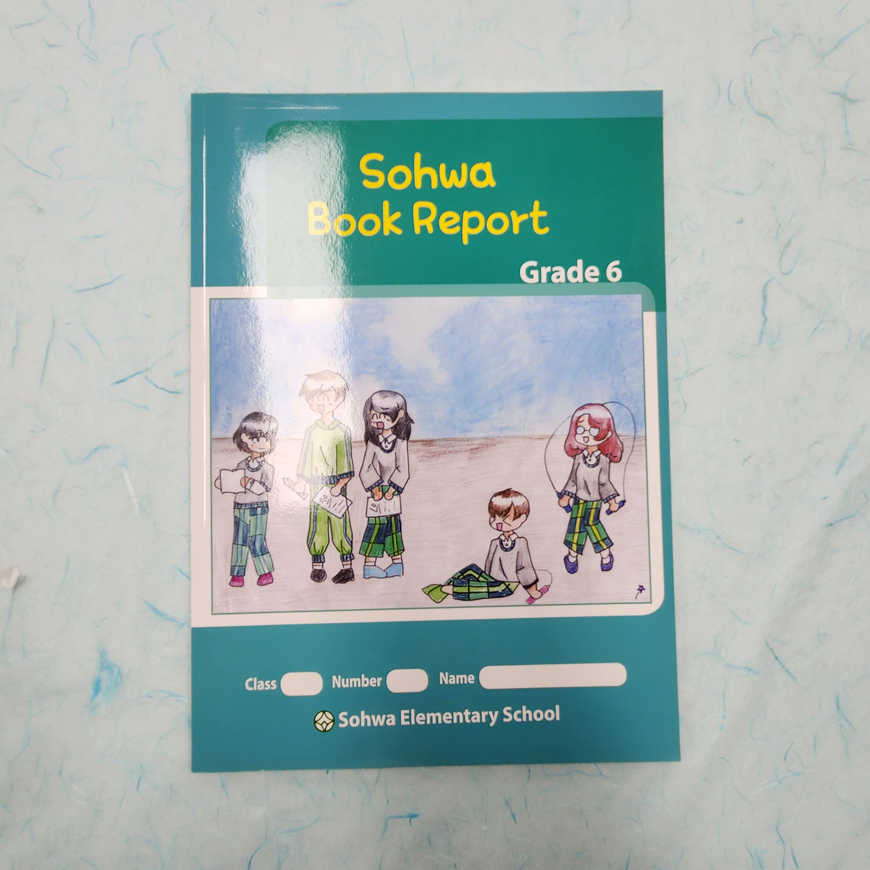 Sohwa
Book Report
Grade 6
Class Number Name
Sohwa Elementary School